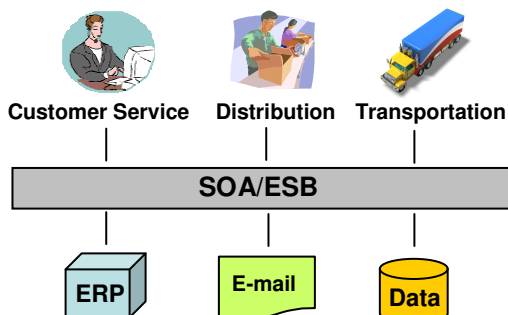 Customer Service Distribution Transportation
SOA/ESB
ERP E-mail Data